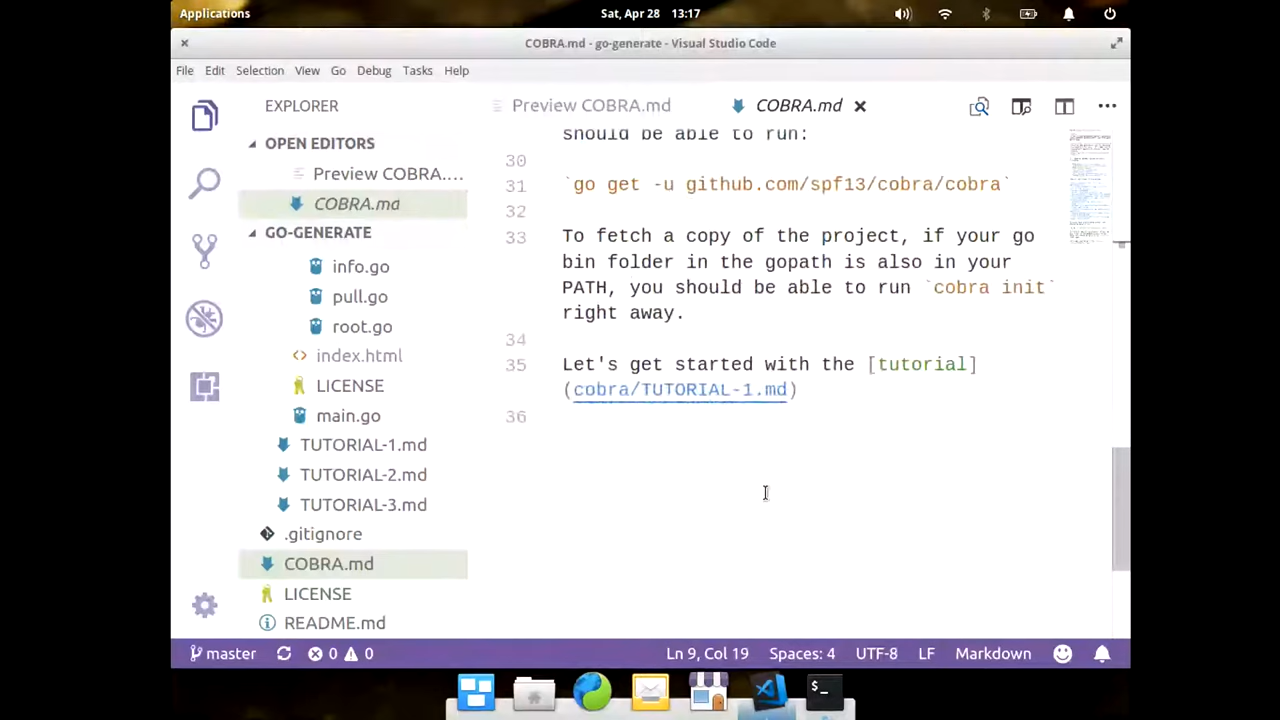 Applications
Sat, Apr 28 13:17
COBRA.md - go-generate - Visual Studio Code
File Edit Selection View Go Debug Tasks Help
EXPLORER
Preview COBRA.md
COBRA.md
OPEN EDITORS
Preview COBRA....
COBRA.md
GO-GENERATE
info.go
pull.go
root.go
index.html
LICENSE
main.go
TUTORIAL-1.md
TUTORIAL-2.md
TUTORIAL-3.md
.gitignore
COBRA.md
LICENSE
README.md
should be able to run:
30
31 `go get -u github.com/spf13/cobra/cobra`
32
33 To fetch a copy of the project, if your go
bin folder in the gopath is also in your
PATH, you should be able to run `cobra init`
right away.
34
35 Let's get started with the [tutorial]
(cobra/TUTORIAL-1.md)
36
master 0 0 Ln 9, Col 19 Spaces: 4 UTF-8 LF Markdown